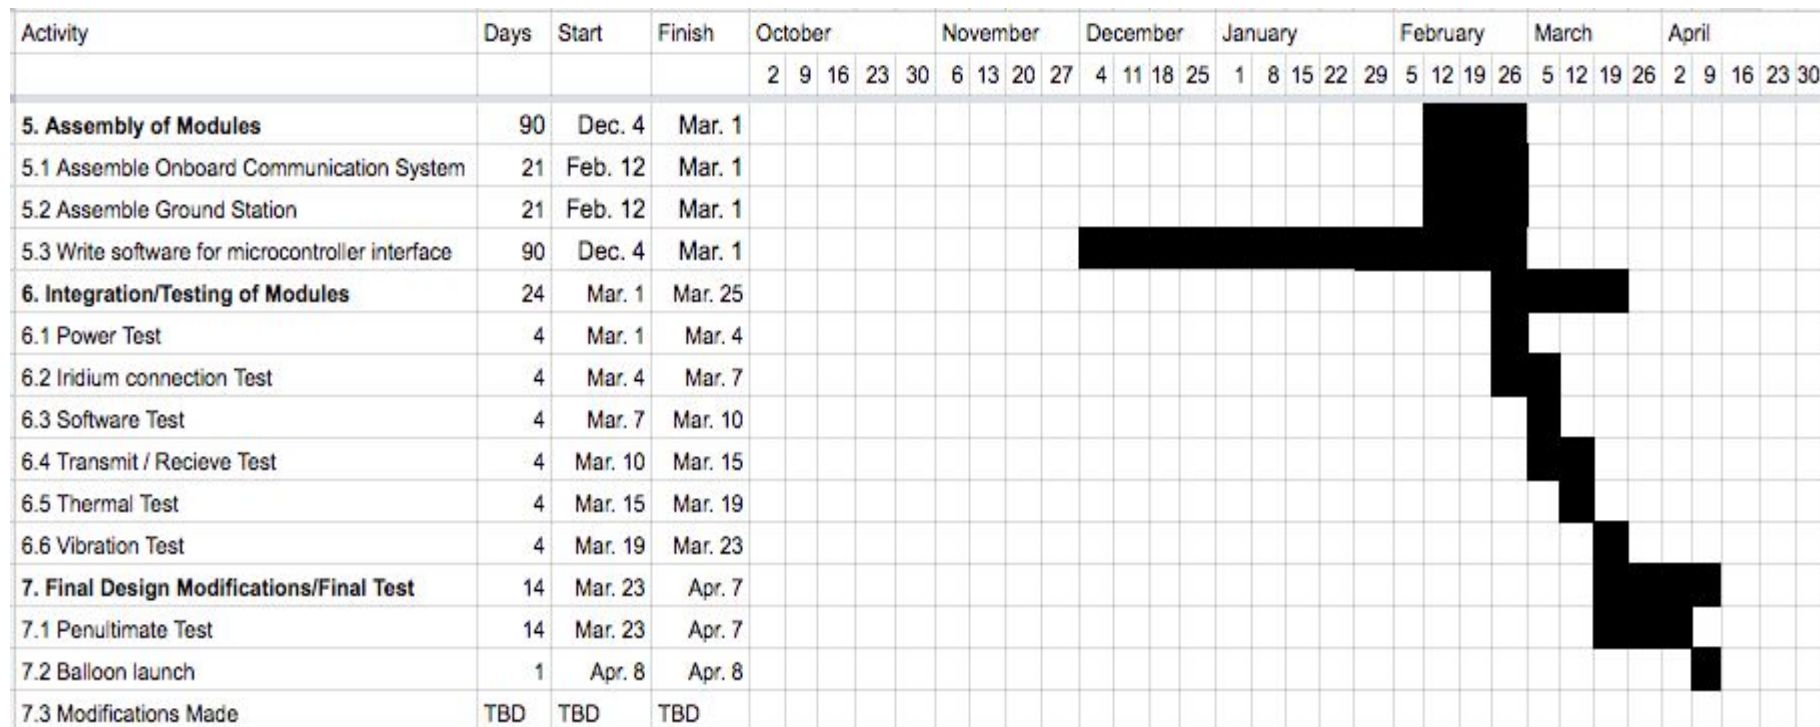 Activity Days Start Finish October November December January February March April
2 9 16 23 30 6 13 20 27 4 11 18 25 1 8 15 22 29 5 12 19 26 5 12 19 26 2 9 16 23 30
5. Assembly of Modules 90 Dec. 4 Mar. 1
5.1 Assemble Onboard Communication System 21 Feb. 12 Mar. 1
5.2 Assemble Ground Station 21 Feb. 12 Mar. 1
5.3 Write software for microcontroller interface 90 Dec. 4 Mar. 1
6. Integration/Testing of Modules 24 Mar. 1 Mar. 25
6.1 Power Test 4 Mar. 1 Mar. 4
6.2 Iridium connection Test 4 Mar. 4 Mar. 7
6.3 Software Test 4 Mar. 7 Mar. 10
6.4 Transmit / Recieve Test 4 Mar. 10 Mar. 15
6.5 Thermal Test 4 Mar. 15 Mar. 19
6.6 Vibration Test 4 Mar. 19 Mar. 23
7. Final Design Modifications/Final Test 14 Mar. 23 Apr. 7
7.1 Penultimate Test 14 Mar. 23 Apr. 7
7.2 Balloon launch 1 Apr. 8 Apr. 8
7.3 Modifications Made TBD TBD TBD